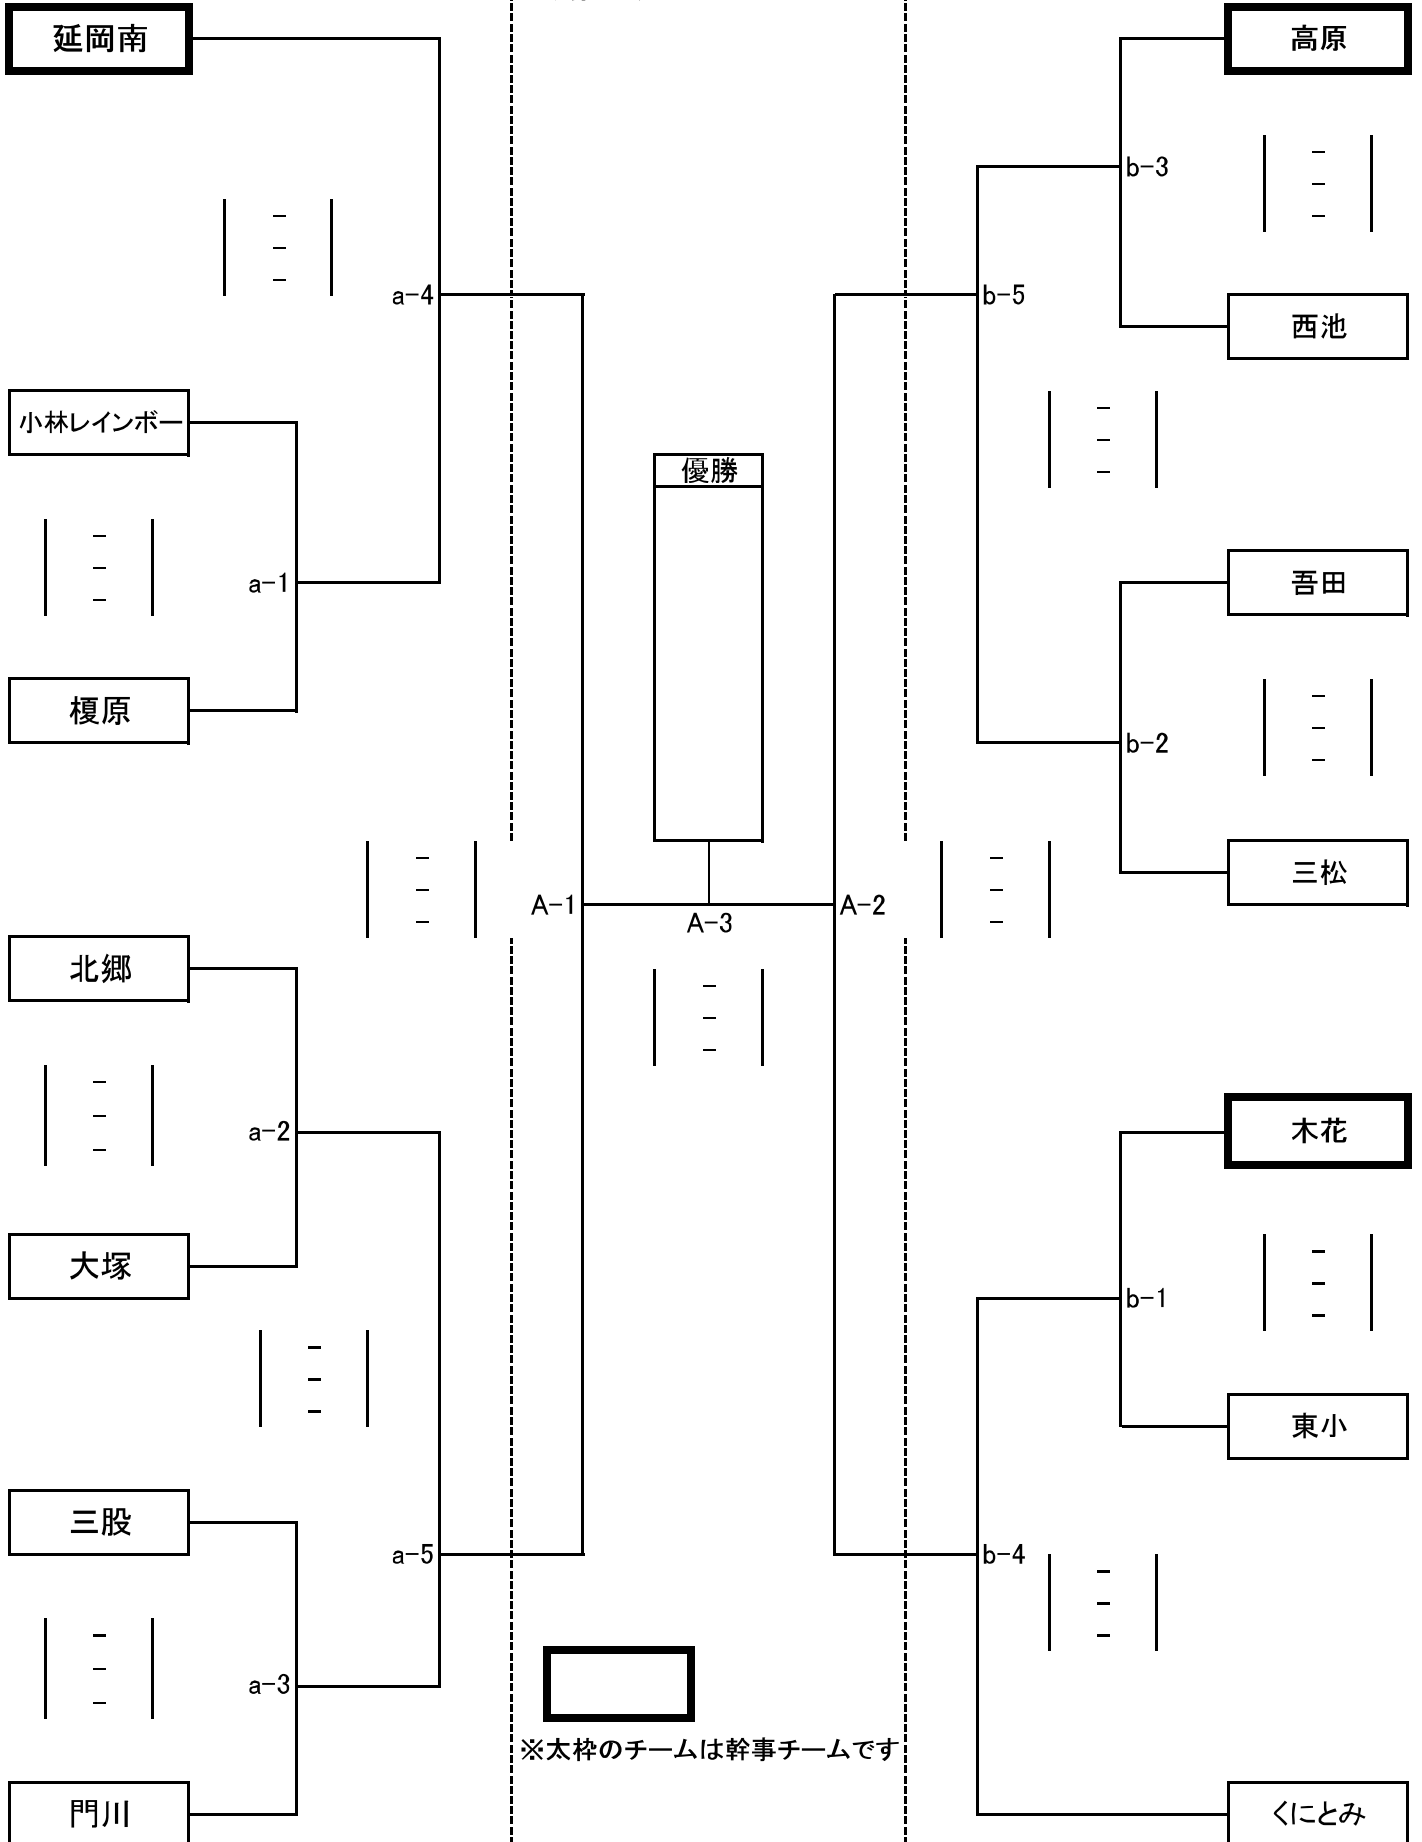 延岡南
高原
b-3
a-4
b-5
西池
小林レインボー
優勝
a-1
吾田
榎原
b-2
三松
A-1
A-2
A-3
北郷
a-2
木花
大塚
b-1
東小
三股
a-5
b-4
a-3
※太枠のチームは幹事チームです
門川
くにとみ